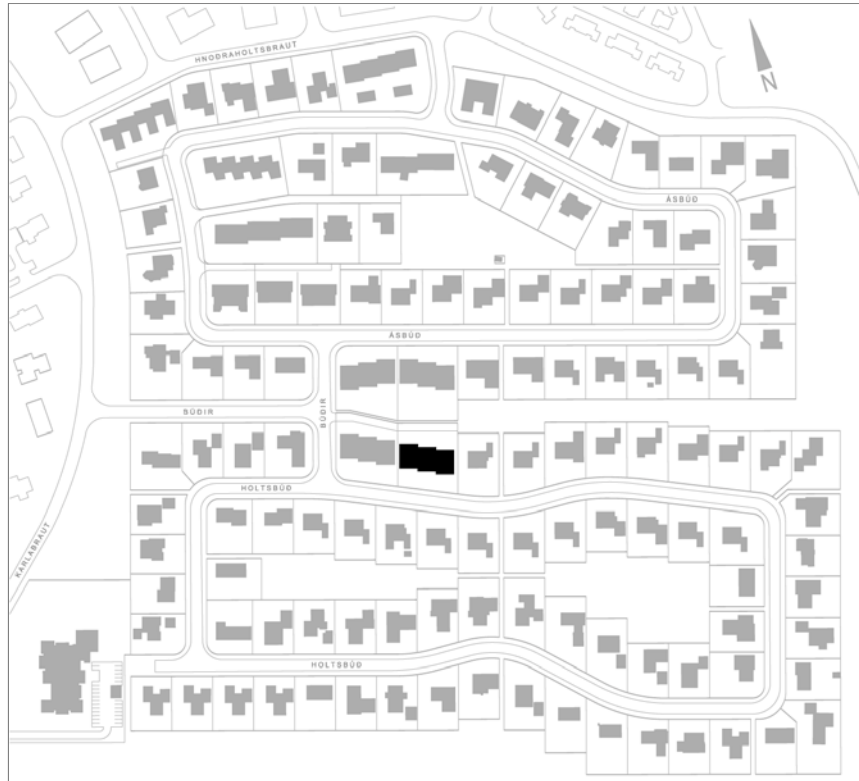 HNOÐRAHOLTSBRAUT
N
ÁSBÚÐ
ÁSBÚÐ
BÚÐIR
BÚÐIR
HOLTSBÚÐ
KARLABRAUT
HOLTSBÚÐ